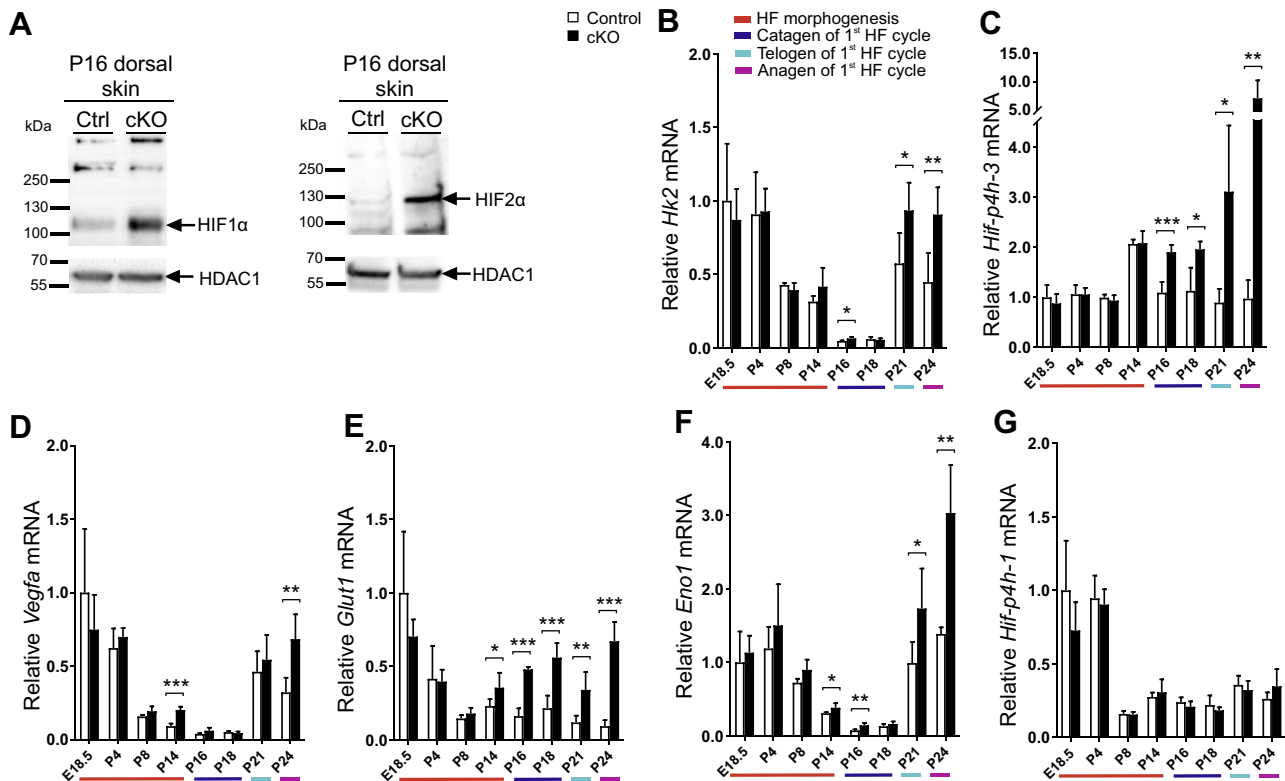 A
P16 dorsal
skin
kDa
Ctrl
cKO
250
130
100
HIF1α
70
55
HDAC1
P16 dorsal
skin
kDa
Ctrl
cKO
250
130
100
HIF2α
70
55
HDAC1
Control
cKO
B
HF morphogenesis
Catagen of 1st HF cycle
Telogen of 1st HF cycle
Anagen of 1st HF cycle
Relative Hk2 mRNA
2.0
1.5
1.0
0.5
0.0
* * **
E18.5 P4 P8 P14 P16 P18 P21 P24
C
Relative Hif-p4h-3 mRNA
15.0
10.0
5.0
4.0
3.0
2.0
1.0
0.0
*** * * **
E18.5 P4 P8 P14 P16 P18 P21 P24
D
Relative Vegfa mRNA
2.0
1.5
1.0
0.5
0.0
*** **
E18.5 P4 P8 P14 P16 P18 P21 P24
E
Relative Glut1 mRNA
2.0
1.5
1.0
0.5
0.0
* *** *** ** ***
E18.5 P4 P8 P14 P16 P18 P21 P24
F
Relative Eno1 mRNA
4.0
3.0
2.0
1.0
0.0
* ** * **
E18.5 P4 P8 P14 P16 P18 P21 P24
G
Relative Hif-p4h-1 mRNA
2.0
1.5
1.0
0.5
0.0
E18.5 P4 P8 P14 P16 P18 P21 P24